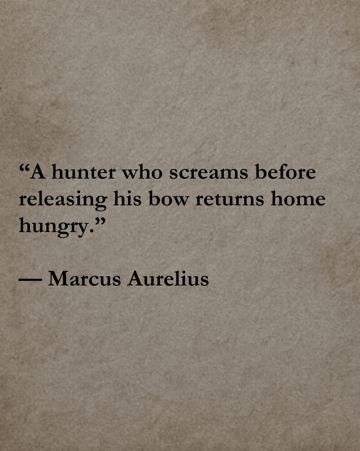 “A hunter who screams before
releasing his bow returns home
hungry.”
— Marcus Aurelius